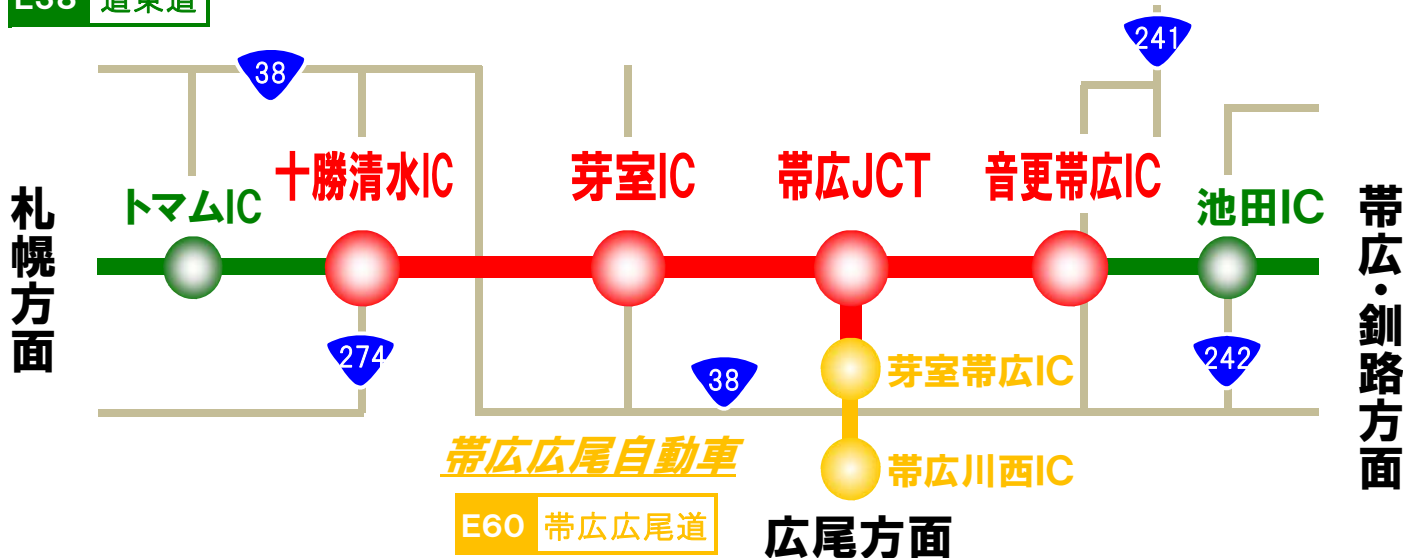 E38 道東道
241
38
十勝清水IC
芽室IC
帯広JCT
音更帯広IC
トマムIC
池田IC
札幌方面
帯広・釧路方面
274
38
242
芽室帯広IC
帯広広尾自動車
帯広川西IC
E60 帯広広尾道
広尾方面